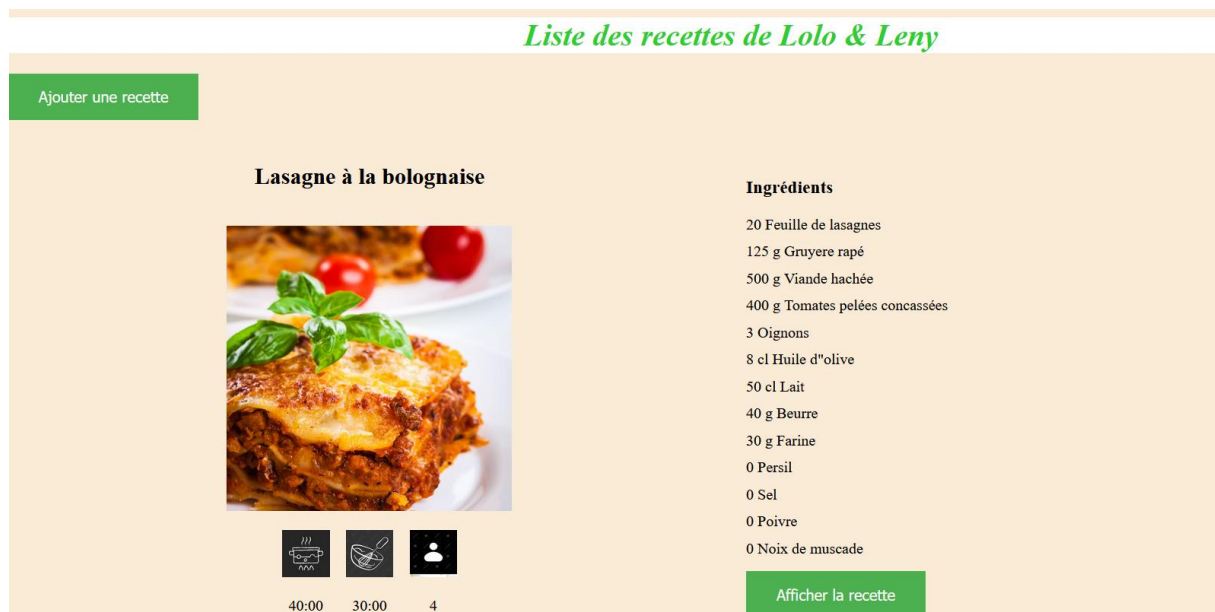 Liste des recettes de Lolo & Leny
Ajouter une recette
Lasagne à la bolognaise
40:00 30:00 4
Ingrédients
20 Feuille de lasagnes
125 g Gruyere rapé
500 g Viande hachée
400 g Tomates pelées concassées
3 Oignons
8 cl Huile d"olive
50 cl Lait
40 g Beurre
30 g Farine
0 Persil
0 Sel
0 Poivre
0 Noix de muscade
Afficher la recette